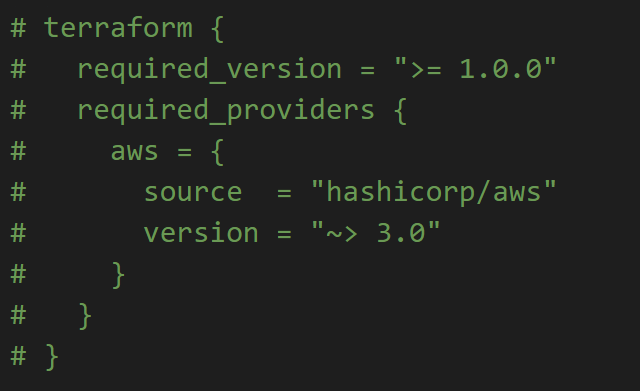 # terraform {
#   required_version = ">= 1.0.0"
#   required_providers {
#     aws = {
#       source  = "hashicorp/aws"
#       version = "~> 3.0"
#     }
#   }
# }